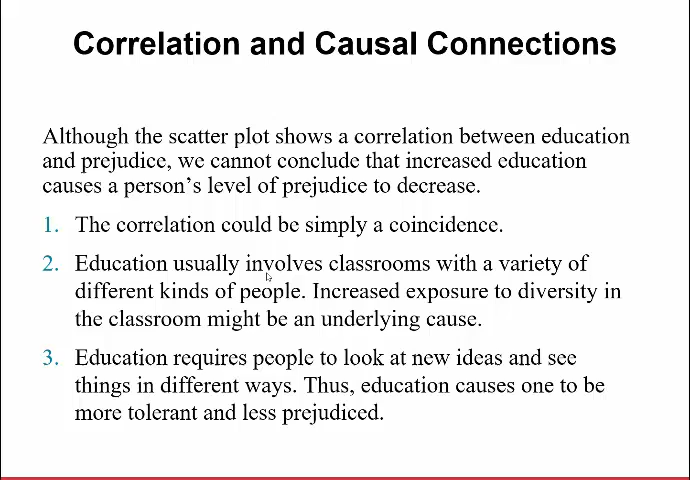 Correlation and Causal Connections
Although the scatter plot shows a correlation between education
and prejudice, we cannot conclude that increased education
causes a person’s level of prejudice to decrease.
1. The correlation could be simply a coincidence.
2. Education usually involves classrooms with a variety of
different kinds of people. Increased exposure to diversity in
the classroom might be an underlying cause.
3. Education requires people to look at new ideas and see
things in different ways. Thus, education causes one to be
more tolerant and less prejudiced.